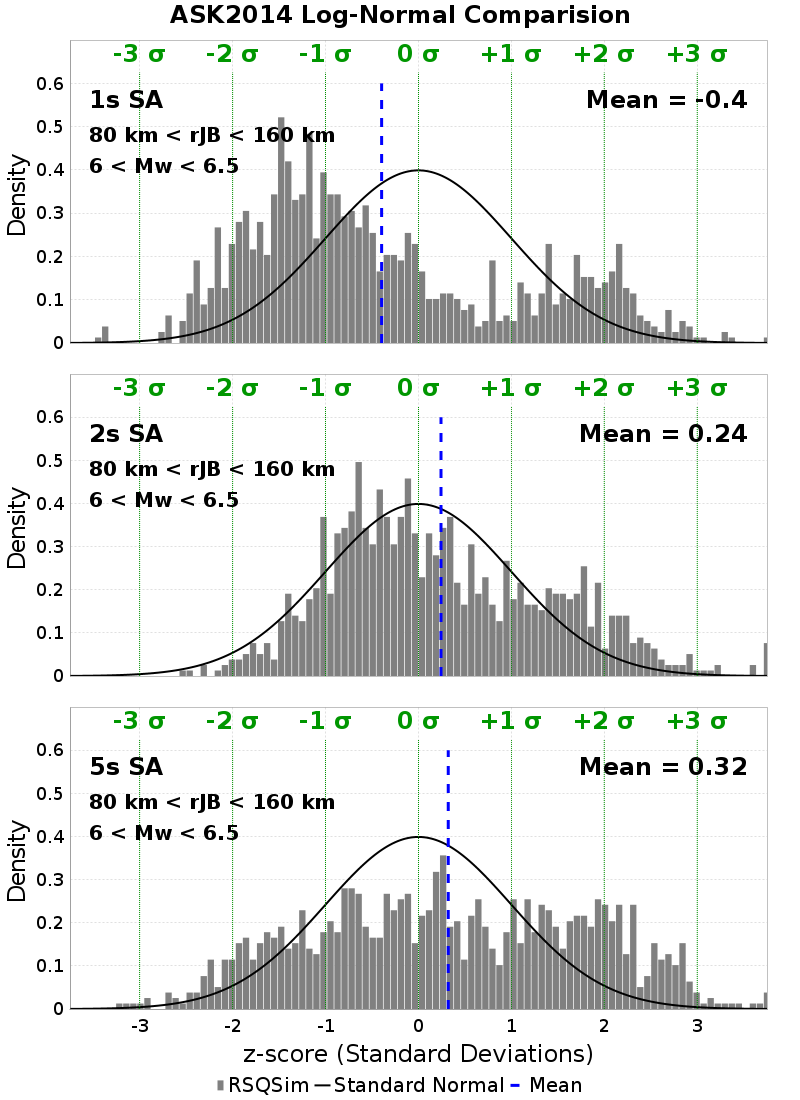 ASK2014 Log-Normal Comparision
-3 σ -2 σ -1 σ 0 σ +1 σ +2 σ +3 σ
1s SA
Mean = -0.4
80 km < rJB < 160 km
6 < Mw < 6.5
0.6
0.5
0.4
0.3
0.2
0.1
0
Density
-3 σ -2 σ -1 σ 0 σ +1 σ +2 σ +3 σ
2s SA
Mean = 0.24
80 km < rJB < 160 km
6 < Mw < 6.5
0.6
0.5
0.4
0.3
0.2
0.1
0
Density
-3 σ -2 σ -1 σ 0 σ +1 σ +2 σ +3 σ
5s SA
Mean = 0.32
80 km < rJB < 160 km
6 < Mw < 6.5
0.6
0.5
0.4
0.3
0.2
0.1
0
Density
-3 -2 -1 0 1 2 3
z-score (Standard Deviations)
RSQSim Standard Normal Mean